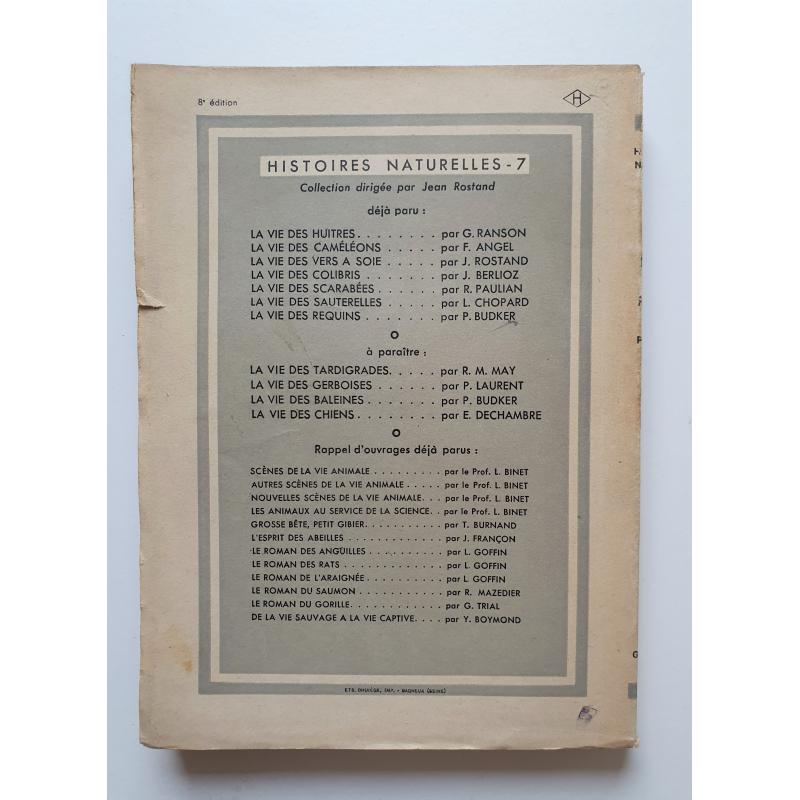 8e édition
H
HISTOIRES NATURELLES - 7
Collection dirigée par Jean Rostand
déjà paru :
LA VIE DES HUITRES . . . . . . . . par G. RANSON
LA VIE DES CAMÉLÉONS . . . . . par F. ANGEL
LA VIE DES VERS A SOIE . . . . . par J. ROSTAND
LA VIE DES COLIBRIS . . . . . . . par J. BERLIOZ
LA VIE DES SCARABÉES . . . . . . par R. PAULIAN
LA VIE DES SAUTERELLES . . . . . par L. CHOPARD
LA VIE DES REQUINS . . . . . . . par P. BUDKER
O
à paraître :
LA VIE DES TARDIGRADES. . . . . par R. M. MAY
LA VIE DES GERBOISES . . . . . . par P. LAURENT
LA VIE DES BALEINES . . . . . . . par P. BUDKER
LA VIE DES CHIENS . . . . . . . . par E. DECHAMBRE
O
Rappel d'ouvrages déjà parus :
SCÈNES DE LA VIE ANIMALE . . . . . . . . . par le Prof. L. BINET
AUTRES SCÈNES DE LA VIE ANIMALE . . . . . par le Prof. L. BINET
NOUVELLES SCÈNES DE LA VIE ANIMALE. . . par le Prof. L. BINET
LES ANIMAUX AU SERVICE DE LA SCIENCE. . par le Prof. L. BINET
GROSSE BÊTE, PETIT GIBIER. . . . . . . . . . . par T. BURNAND
L'ESPRIT DES ABEILLES . . . . . . . . . . . . par J. FRANÇON
LE ROMAN DES ANGUILLES . . . . . . . . . . par L. GOFFIN
LE ROMAN DES RATS . . . . . . . . . . . . . par L. GOFFIN
LE ROMAN DE L'ARAIGNÉE . . . . . . . . . . par L. GOFFIN
LE ROMAN DU SAUMON . . . . . . . . . . . par R. MAZEDIER
LE ROMAN DU GORILLE. . . . . . . . . . . . par G. TRIAL
DE LA VIE SAUVAGE A LA VIE CAPTIVE. . . . par Y. BOYMOND